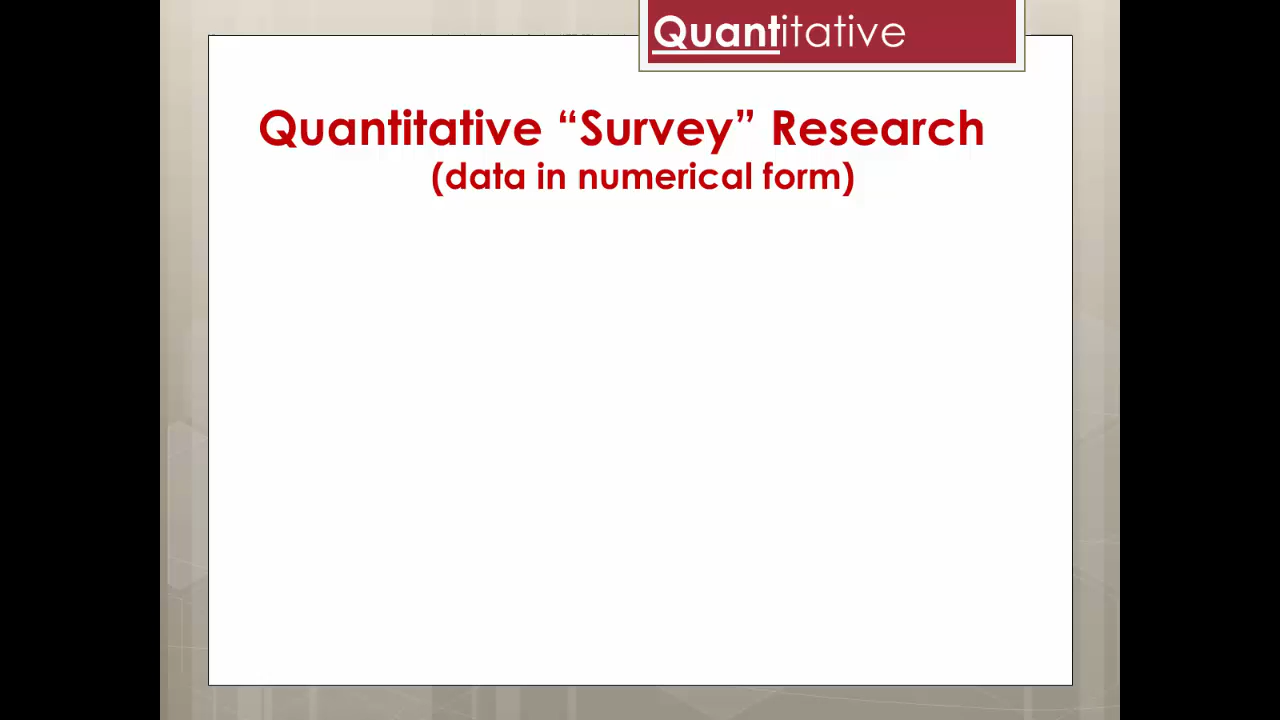 Quantitative
Quantitative “Survey” Research
(data in numerical form)